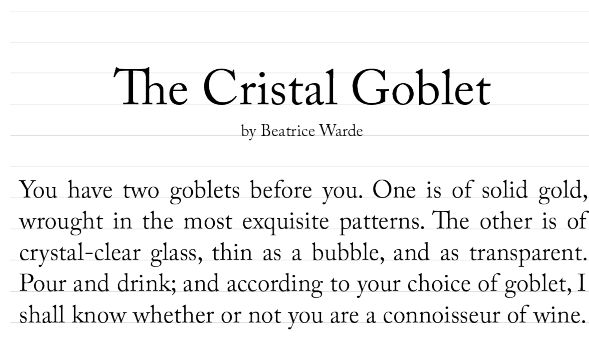 The Cristal Goblet
by Beatrice Warde
You have two goblets before you. One is of solid gold,
wrought in the most exquisite patterns. The other is of
crystal-clear glass, thin as a bubble, and as transparent.
Pour and drink; and according to your choice of goblet, I
shall know whether or not you are a connoisseur of wine.